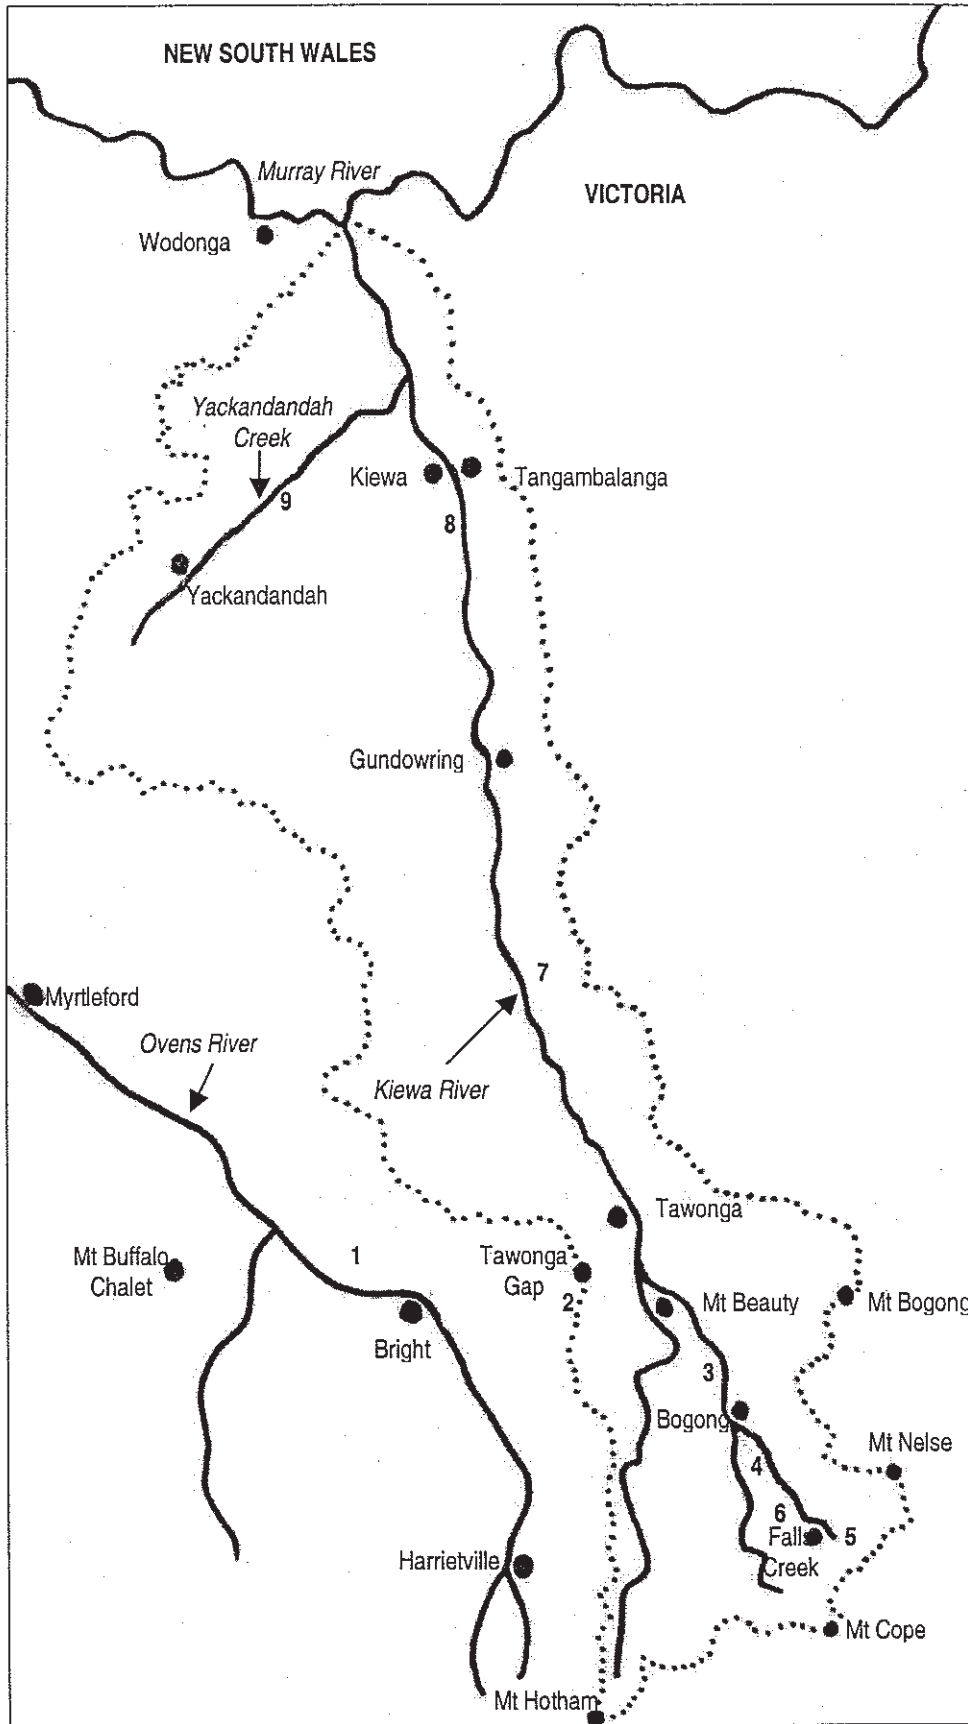 NEW SOUTH WALES
Murray River
VICTORIA
Wodonga
Yackandandah
Creek
Kiewa
Tangambalanga
9
8
Yackandandah
Gundowring
7
Myrtleford
Ovens River
Kiewa River
Tawonga
1
Mt Buffalo
Chalet
Tawonga
Gap
2
Mt Beauty
Mt Bogong
Bright
3
Bogong
Mt Nelse
4
6
5
Falls
Creek
Harrietville
Mt Cope
Mt Hotham